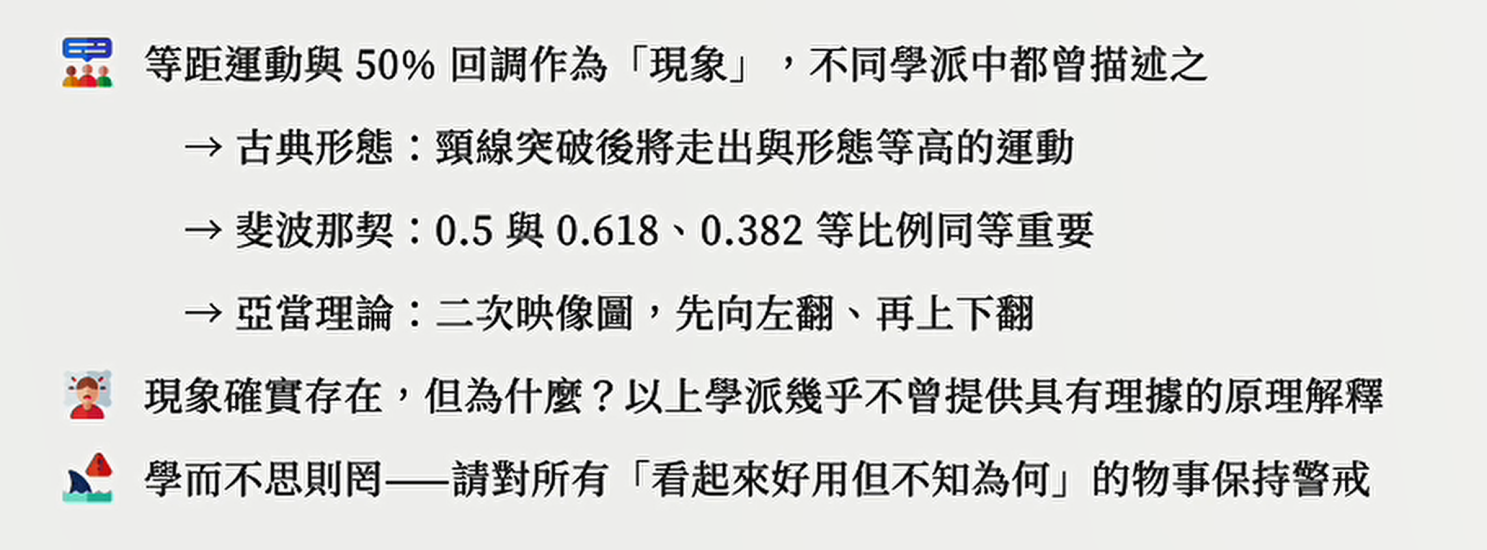 等距運動與 50% 回調作為「現象」，不同學派中都曾描述之
→ 古典形態：頸線突破後將走出與形態等高的運動
→ 斐波那契：0.5 與 0.618、0.382 等比例同等重要
→ 亞當理論：二次映像圖，先向左翻、再上下翻
現象確實存在，但為什麼？以上學派幾乎不曾提供具有理據的原理解釋
學而不思則罔——請對所有「看起來好用但不知為何」的物事保持警戒